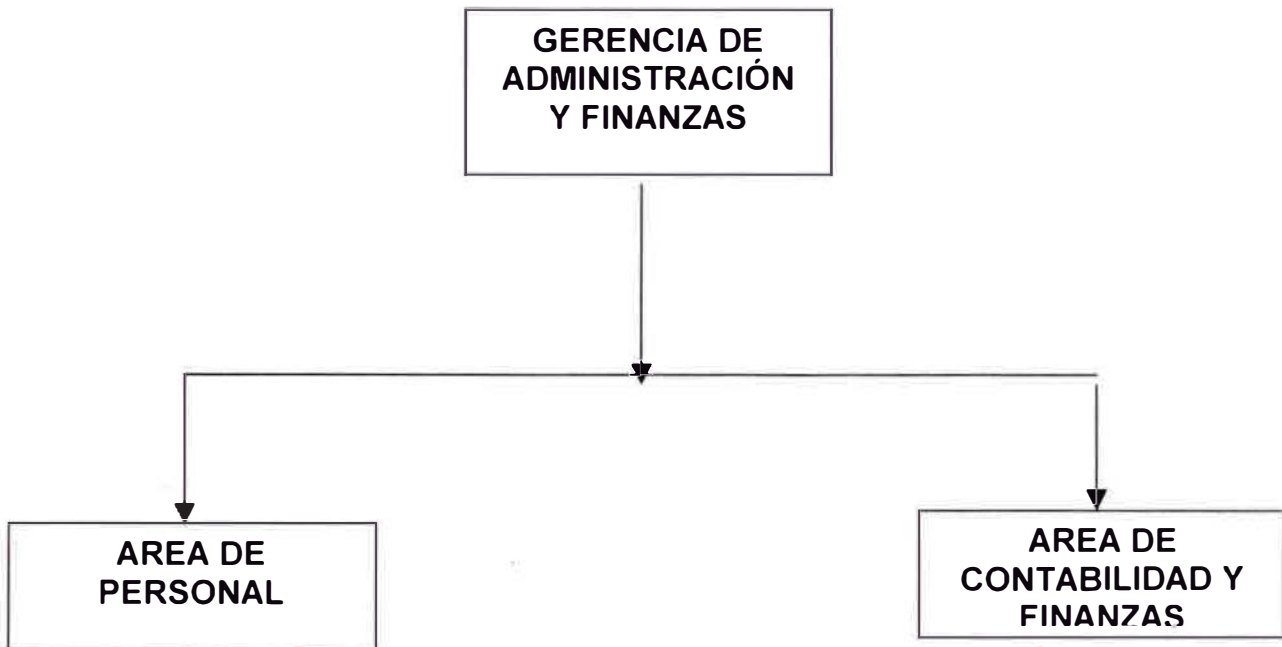 GERENCIA DE
ADMINISTRACIÓN
Y FINANZAS
AREA DE
PERSONAL
AREA DE
CONTABILIDAD Y
FINANZAS